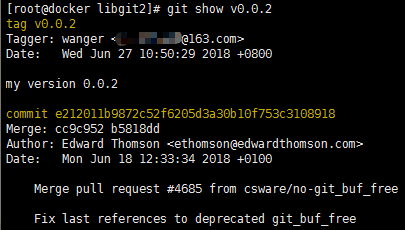 [root@docker libgit2]# git show v0.0.2
tag v0.0.2
Tagger: wanger <@163.com>
Date:   Wed Jun 27 10:50:29 2018 +0800
my version 0.0.2
commit e212011b9872c52f6205d3a30b10f753c3108918
Merge: cc9c952 b5818dd
Author: Edward Thomson <ethomson@edwardthomson.com>
Date:   Mon Jun 18 12:33:34 2018 +0100
    Merge pull request #4685 from csware/no-git_buf_free
    Fix last references to deprecated git_buf_free